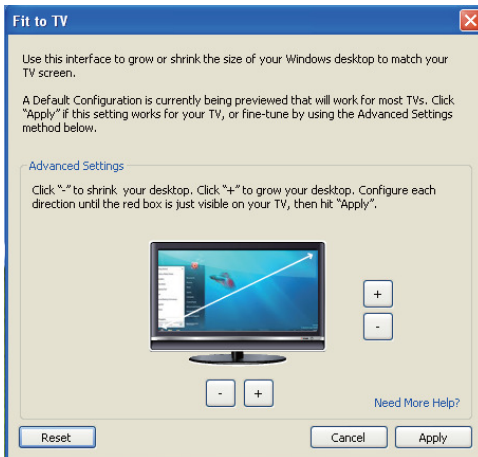 Fit to TV
Use this interface to grow or shrink the size of your Windows desktop to match your
TV screen.
A Default Configuration is currently being previewed that will work for most TVs. Click
"Apply" if this setting works for your TV, or fine-tune by using the Advanced Settings
method below.
Advanced Settings
Click "-" to shrink your desktop. Click "+" to grow your desktop. Configure each
direction until the red box is just visible on your TV, then hit "Apply".
+
-
- +
Need More Help?
Reset Cancel Apply